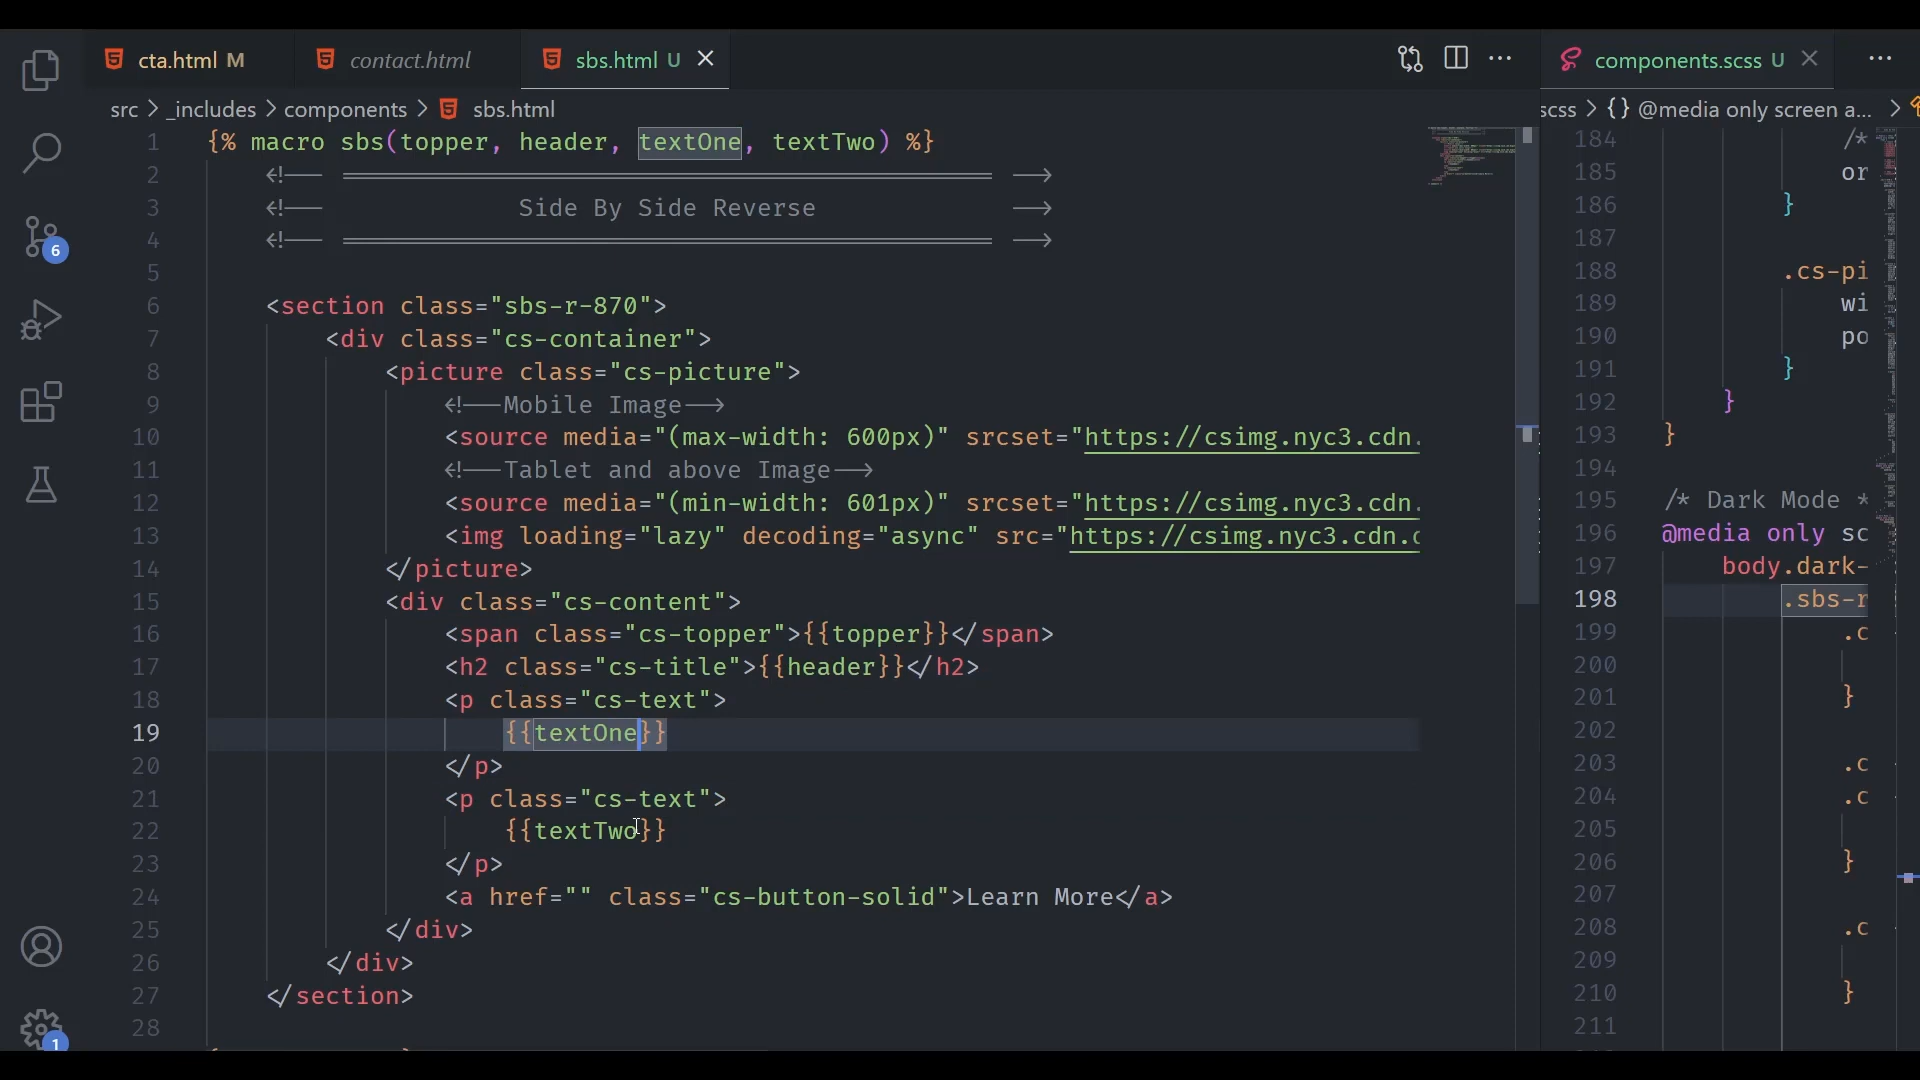 cta.html M
contact.html
sbs.html U
components.scss U
src > _includes > components > sbs.html
scss > {} @media only screen a... >
1 {% macro sbs(topper, header, textOne, textTwo) %}
2 <!-- ============================================ -->
3 <!-- Side By Side Reverse -->
4 <!-- ============================================ -->
5
6 <section class="sbs-r-870">
7 <div class="cs-container">
8 <picture class="cs-picture">
9 <!--Mobile Image-->
10 <source media="(max-width: 600px)" srcset="https://csimg.nyc3.cdn.
11 <!--Tablet and above Image-->
12 <source media="(min-width: 601px)" srcset="https://csimg.nyc3.cdn.
13 <img loading="lazy" decoding="async" src="https://csimg.nyc3.cdn.
14 </picture>
15 <div class="cs-content">
16 <span class="cs-topper">{{topper}}</span>
17 <h2 class="cs-title">{{header}}</h2>
18 <p class="cs-text">
19 {{textOne}}
20 </p>
21 <p class="cs-text">
22 {{textTwo}}
23 </p>
24 <a href="" class="cs-button-solid">Learn More</a>
25 </div>
26 </div>
27 </section>
28
184 /*
185 or
186 }
187
188 .cs-pi
189 wi
190 po
191 }
192 }
193 }
194
195 /* Dark Mode *
196 @media only sc
197 body.dark-
198 .sbs-r
199 .c
200
201 }
202
203 .c
204 .c
205
206 }
207
208 .c
209
210 }
211
6
1